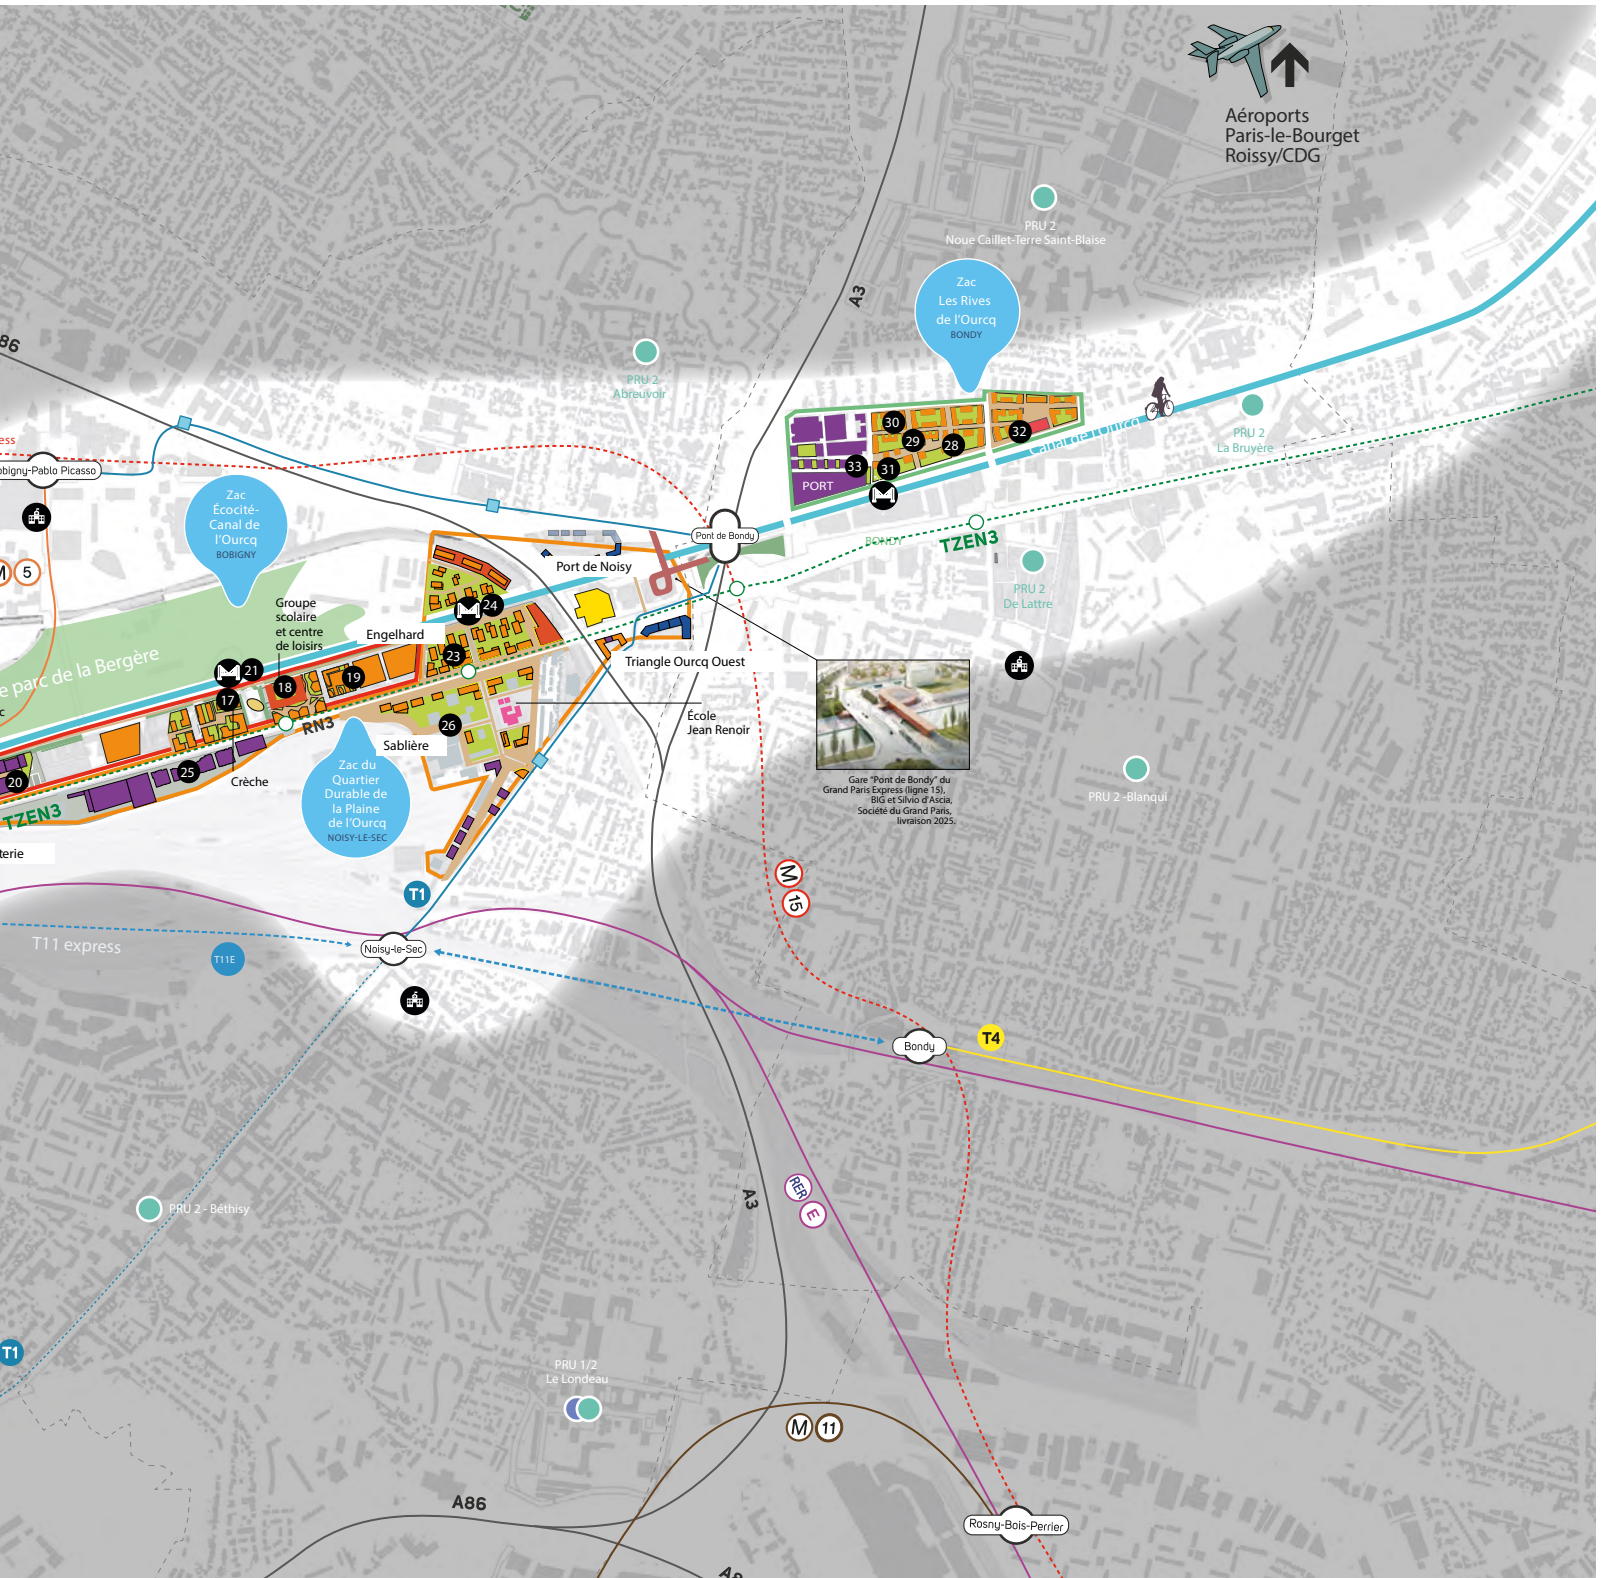 Aéroports
Paris-le-Bourget
Roissy/CDG
PRU 2
Noue Caillet-Terre Saint-Blaise
Zac
Les Rives
de l’Ourcq
BONDY
A3
86
PRU 2
Abreuvoir
30
29
28
32
33
31
PORT
Canal de l’Ourcq
PRU 2
La Bruyère
ess
obigny-Pablo Picasso
Zac
Écocité-
Canal de
l’Ourcq
BOBIGNY
M 5
Pont de Bondy
BONDY
TZEN3
Port de Noisy
PRU 2
De Lattre
Groupe
scolaire
et centre
de loisirs
Engelhard
24
23
e parc de la Bergère
c
21
17
18
19
RN3
26
Triangle Ourcq Ouest
École
Jean Renoir
Sablière
20
25
Crèche
TZEN3
terie
Zac du
Quartier
Durable de
la Plaine
de l’Ourcq
NOISY-LE-SEC
Gare “Pont de Bondy” du
Grand Paris Express (ligne 15),
BIG et Silvio d’Ascia,
Société du Grand Paris,
livraison 2025.
PRU 2 -Blanqui
M
15
T1
T11 express
T11E
Noisy-le-Sec
Bondy
T4
PRU 2 - Béthisy
A3
RER
E
T1
PRU 1/2
Le Londeau
M 11
A86
Rosny-Bois-Perrier